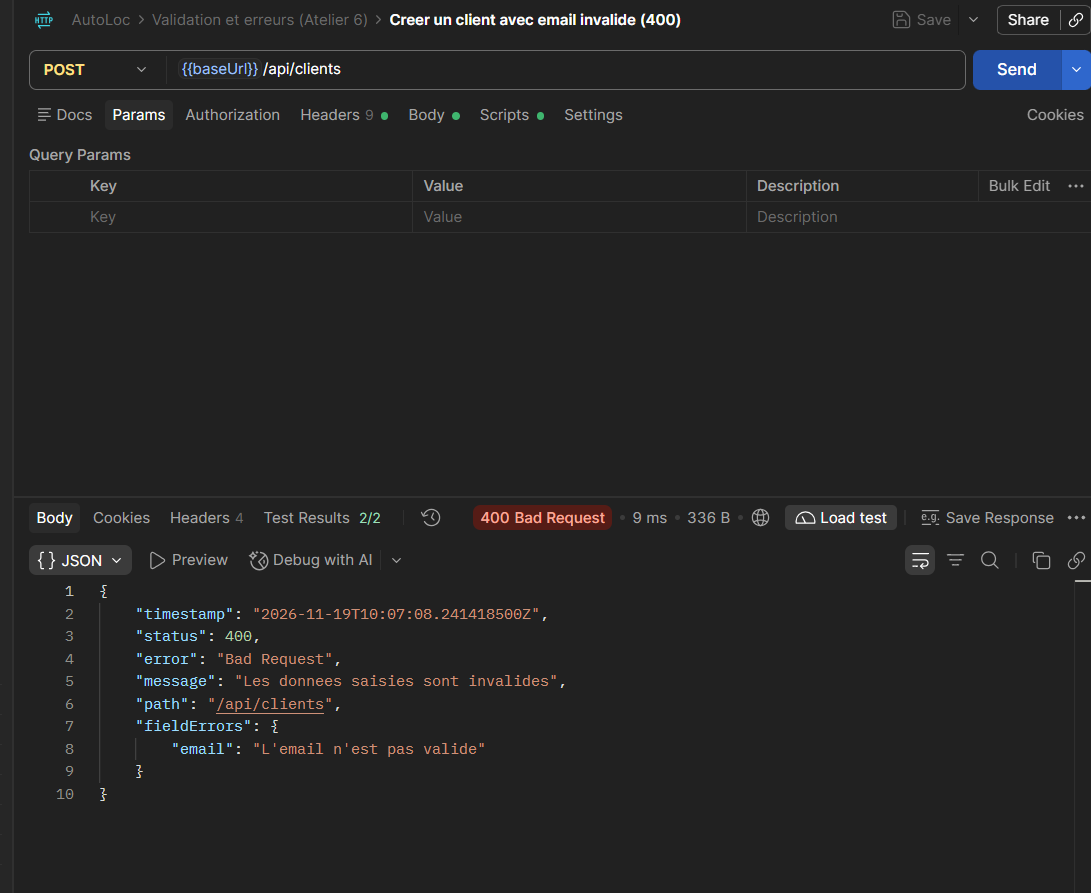 HTTP AutoLoc > Validation et erreurs (Atelier 6) > Creer un client avec email invalide (400) Save Share
POST {{baseUrl}} /api/clients Send
Docs Params Authorization Headers 9 Body Scripts Settings Cookies
Query Params
Key Value Description Bulk Edit
Key Value Description
Body Cookies Headers 4 Test Results 2/2 400 Bad Request 9 ms 336 B Load test e.g. Save Response
{} JSON Preview Debug with AI
1 {
2 "timestamp": "2026-11-19T10:07:08.241418500Z",
3 "status": 400,
4 "error": "Bad Request",
5 "message": "Les donnees saisies sont invalides",
6 "path": "/api/clients",
7 "fieldErrors": {
8 "email": "L'email n'est pas valide"
9 }
10 }